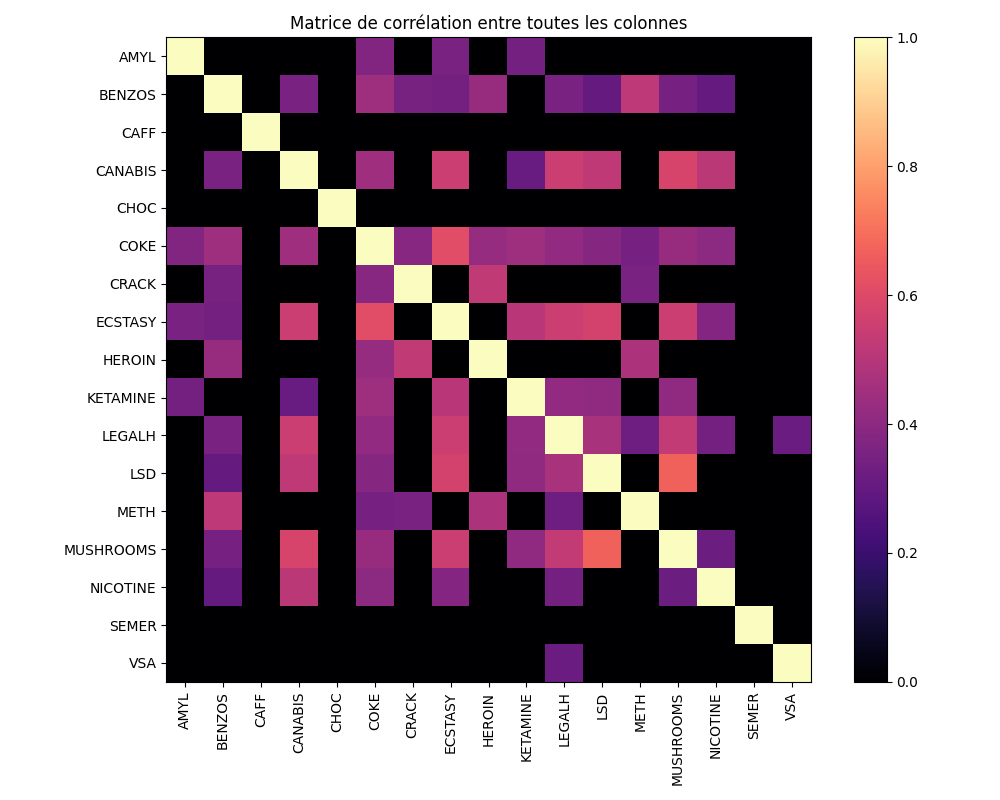 Matrice de corrélation entre toutes les colonnes
AMYL
BENZOS
CAFF
CANABIS
CHOC
COKE
CRACK
ECSTASY
HEROIN
KETAMINE
LEGALH
LSD
METH
MUSHROOMS
NICOTINE
SEMER
VSA
AMYL
BENZOS
CAFF
CANABIS
CHOC
COKE
CRACK
ECSTASY
HEROIN
KETAMINE
LEGALH
LSD
METH
MUSHROOMS
NICOTINE
SEMER
VSA
1.0
0.8
0.6
0.4
0.2
0.0